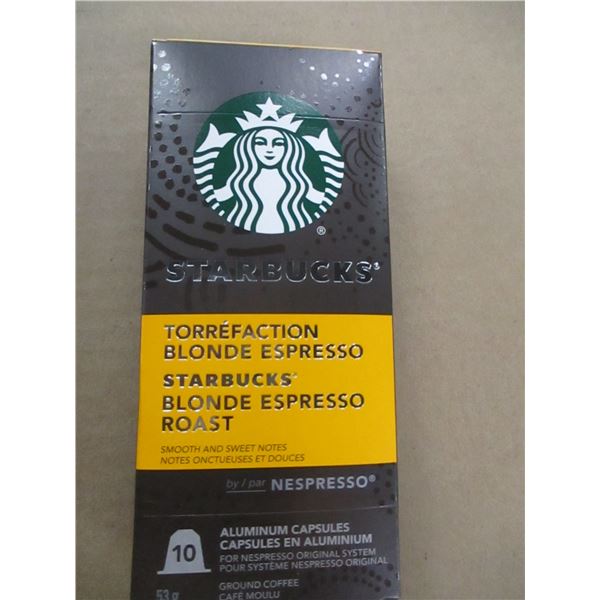 ®
STARBUCKS®
TORRÉFACTION
BLONDE ESPRESSO
STARBUCKS®
BLONDE ESPRESSO
ROAST
SMOOTH AND SWEET NOTES
NOTES ONCTUEUSES ET DOUCES
by / par NESPRESSO®
10
ALUMINUM CAPSULES
CAPSULES EN ALUMINIUM
FOR NESPRESSO ORIGINAL SYSTEM
POUR SYSTÈME NESPRESSO ORIGINAL
53 g
GROUND COFFEE
CAFÉ MOULU